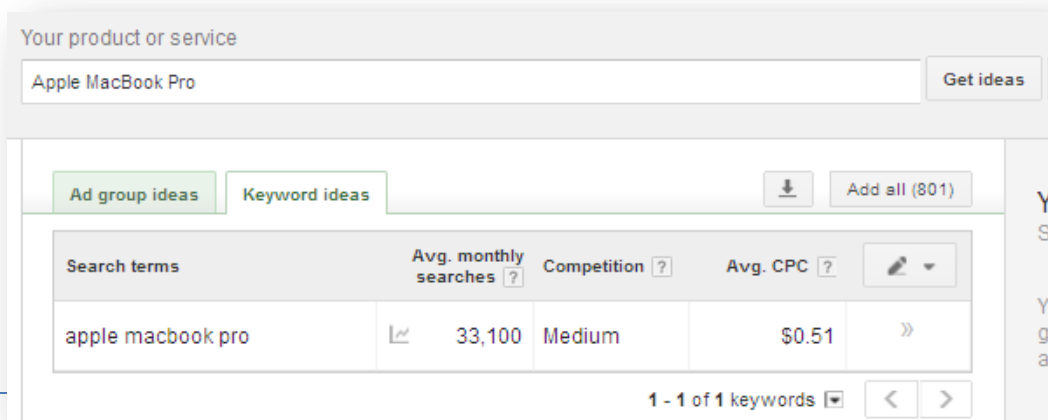 Your product or service
Apple MacBook Pro
Get ideas
Ad group ideas
Keyword ideas
Add all (801)
Search terms
Avg. monthly searches ?
Competition ?
Avg. CPC ?
apple macbook pro
33,100
Medium
$0.51
»
1 - 1 of 1 keywords